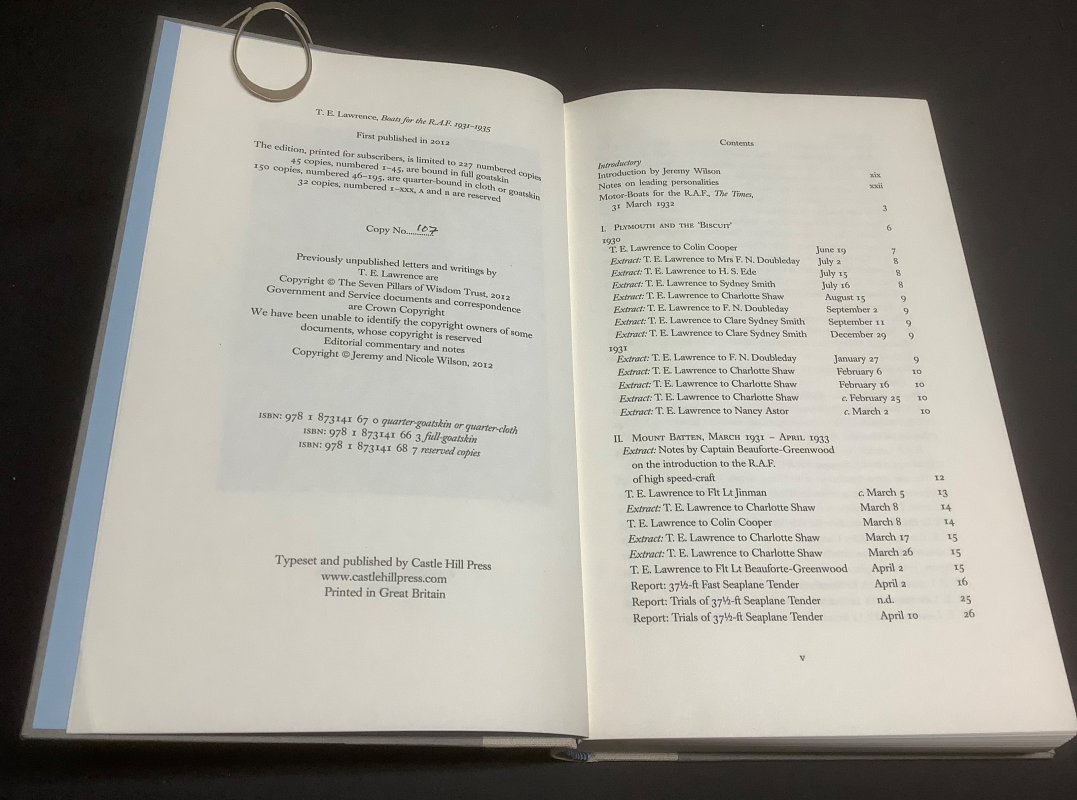 T. E. Lawrence, Boats for the R.A.F. 1931–1935
First published in 2012
The edition, printed for subscribers, is limited to 227 numbered copies
45 copies, numbered 1–45, are bound in full goatskin
150 copies, numbered 46–195, are quarter-bound in cloth or goatskin
32 copies, numbered I–XXX, A and B are reserved
Copy No. 107
Previously unpublished letters and writings by
T. E. Lawrence are
Copyright © The Seven Pillars of Wisdom Trust, 2012
Government and Service documents and correspondence
are Crown Copyright
We have been unable to identify the copyright owners of some
documents, whose copyright is reserved
Editorial commentary and notes
Copyright © Jeremy and Nicole Wilson, 2012
ISBN: 978 1 873141 67 0 quarter-goatskin or quarter-cloth
ISBN: 978 1 873141 66 3 full-goatskin
ISBN: 978 1 873141 68 7 reserved copies
Typeset and published by Castle Hill Press
www.castlehillpress.com
Printed in Great Britain
Contents
Introductory
Introduction by Jeremy Wilson xix
Notes on leading personalities xxii
Motor-Boats for the R.A.F., The Times,
31 March 1932 3
I. Plymouth and the 'Biscuit' 6
1930
T. E. Lawrence to Colin Cooper June 19 7
Extract: T. E. Lawrence to Mrs F. N. Doubleday July 2 8
Extract: T. E. Lawrence to H. S. Ede July 15 8
Extract: T. E. Lawrence to Sydney Smith July 16 8
Extract: T. E. Lawrence to Charlotte Shaw August 15 9
Extract: T. E. Lawrence to F. N. Doubleday September 2 9
Extract: T. E. Lawrence to Clare Sydney Smith September 11 9
Extract: T. E. Lawrence to Clare Sydney Smith December 29 9
1931
Extract: T. E. Lawrence to F. N. Doubleday January 27 9
Extract: T. E. Lawrence to Charlotte Shaw February 6 10
Extract: T. E. Lawrence to Charlotte Shaw February 16 10
Extract: T. E. Lawrence to Charlotte Shaw c. February 25 10
Extract: T. E. Lawrence to Nancy Astor c. March 2 10
II. Mount Batten, March 1931 – April 1933
Extract: Notes by Captain Beauforte-Greenwood
on the introduction to the R.A.F.
of high speed-craft 12
T. E. Lawrence to Flt Lt Jinman c. March 5 13
Extract: T. E. Lawrence to Charlotte Shaw March 8 14
T. E. Lawrence to Colin Cooper March 8 14
Extract: T. E. Lawrence to Charlotte Shaw March 17 15
Extract: T. E. Lawrence to Charlotte Shaw March 26 15
T. E. Lawrence to Flt Lt Beauforte-Greenwood April 2 15
Report: 37½-ft Fast Seaplane Tender April 2 16
Report: Trials of 37½-ft Seaplane Tender n.d. 25
Report: Trials of 37½-ft Seaplane Tender April 10 26
v